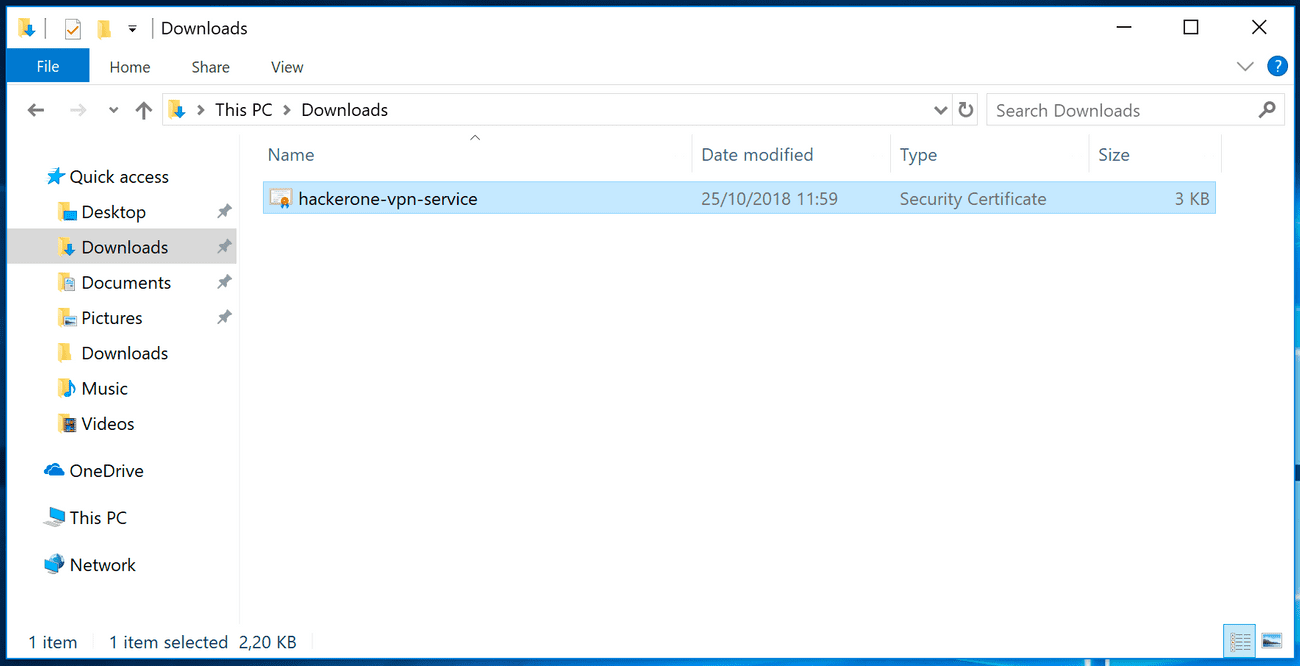 Downloads
File Home Share View ?
This PC Downloads Search Downloads
Name Date modified Type Size
hackerone-vpn-service 25/10/2018 11:59 Security Certificate 3 KB
Quick access
Desktop
Downloads
Documents
Pictures
Downloads
Music
Videos
OneDrive
This PC
Network
1 item 1 item selected 2,20 KB